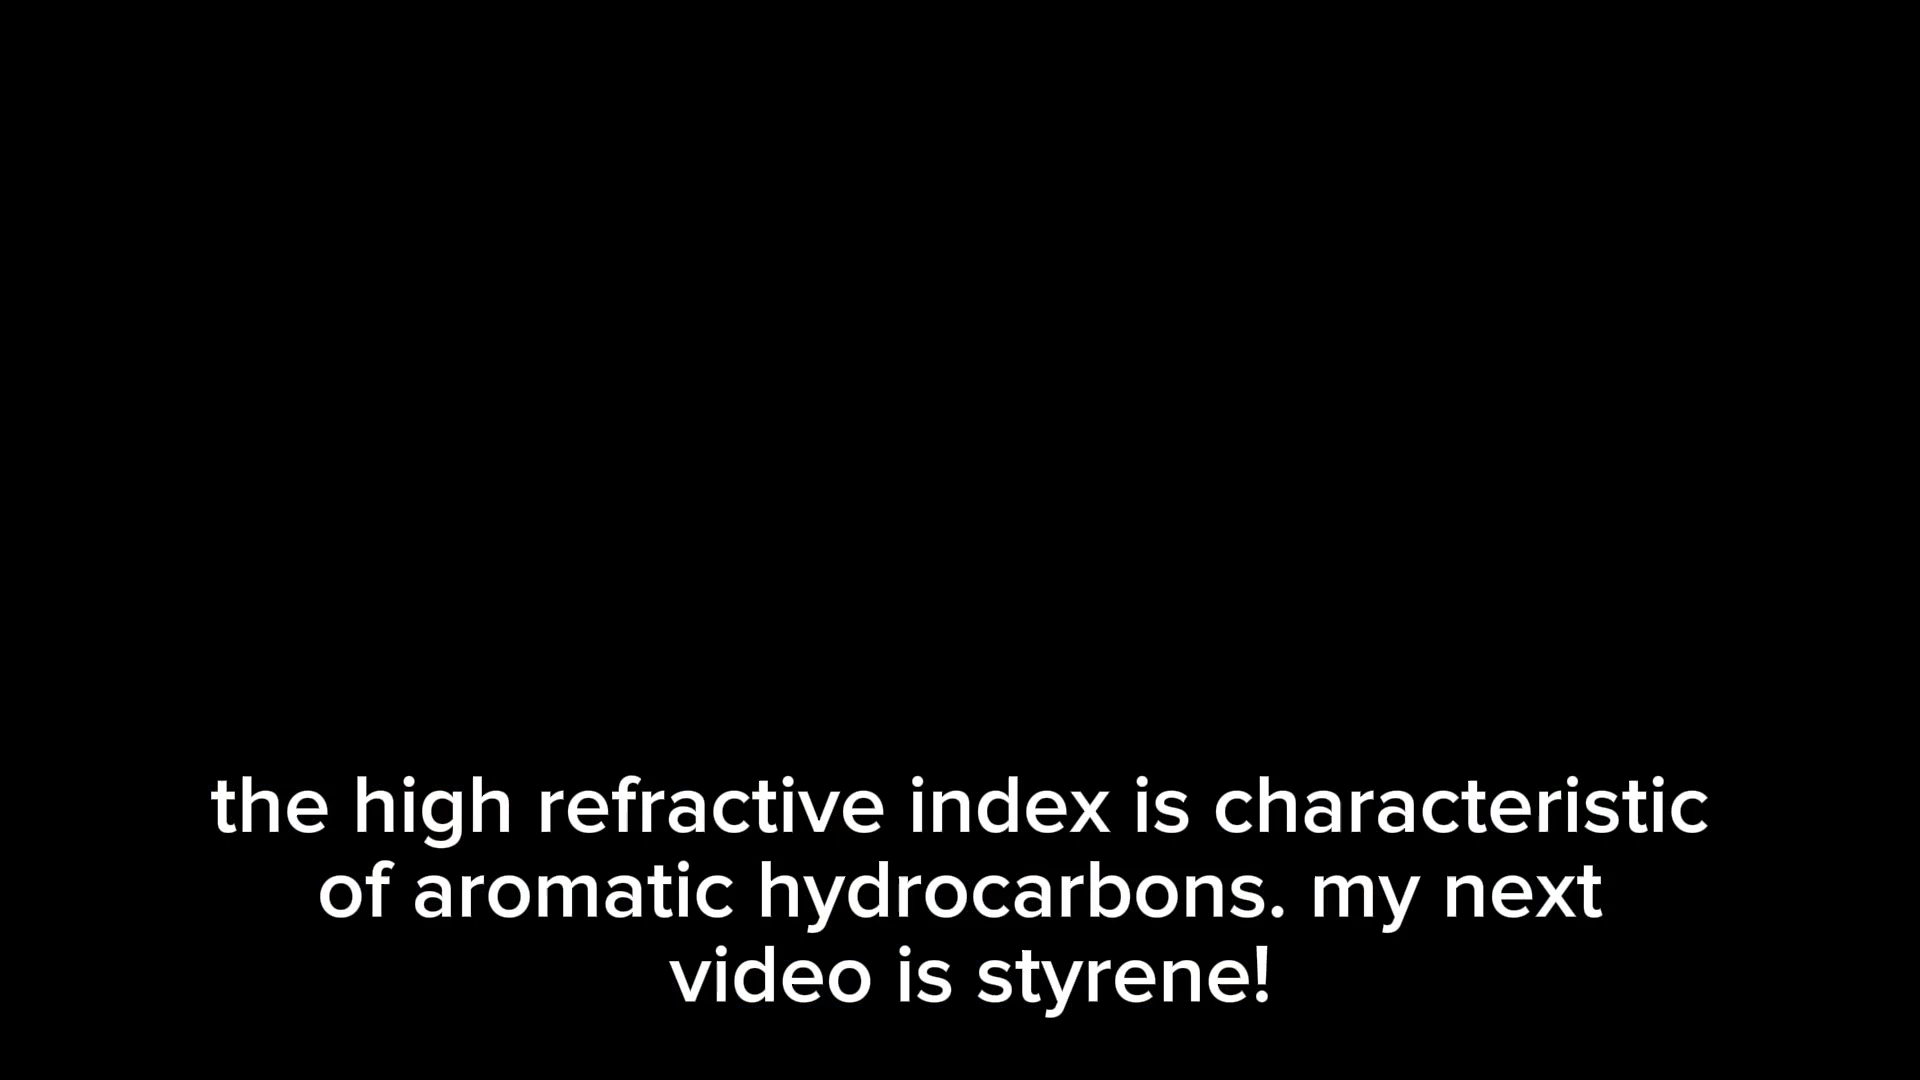 the high refractive index is characteristic
of aromatic hydrocarbons. my next
video is styrene!